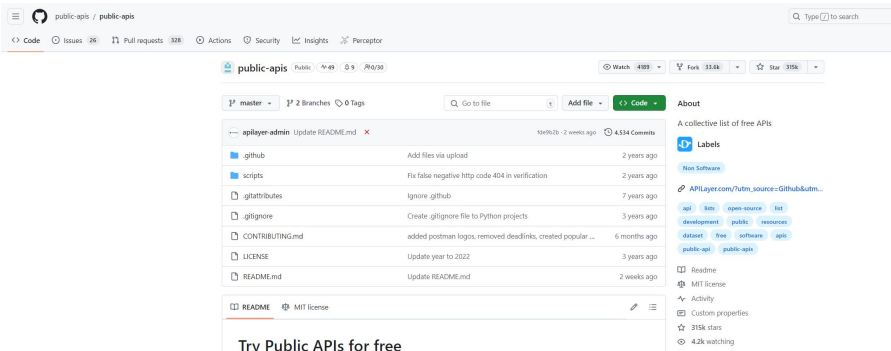 public-apis / public-apis
Type / to search
Code Issues 26 Pull requests 328 Actions Security Insights Perceptor
public-apis Public 49 9 0/30 Watch 4189 Fork 33.6k Star 315k
master 2 Branches 0 Tags Go to file t Add file Code About
A collective list of free APIs
apilayer-admin Update README.md fde9b2b · 2 weeks ago 4,534 Commits
Labels
.github Add files via upload 2 years ago
Non Software
scripts Fix false negative http code 404 in verification 2 years ago
APILayer.com/?utm_source=Github&utm...
.gitattributes Ignore .github 7 years ago
api lists open-source list
.gitignore Create .gitignore file to Python projects 3 years ago
development public resources
CONTRIBUTING.md added postman logos, removed deadlinks, created popular ... 6 months ago
dataset free software apis
public-api public-apis
LICENSE Update year to 2022 3 years ago
Readme
README.md Update README.md 2 weeks ago
MIT license
Activity
README MIT license
Custom properties
315k stars
Try Public APIs for free
4.2k watching